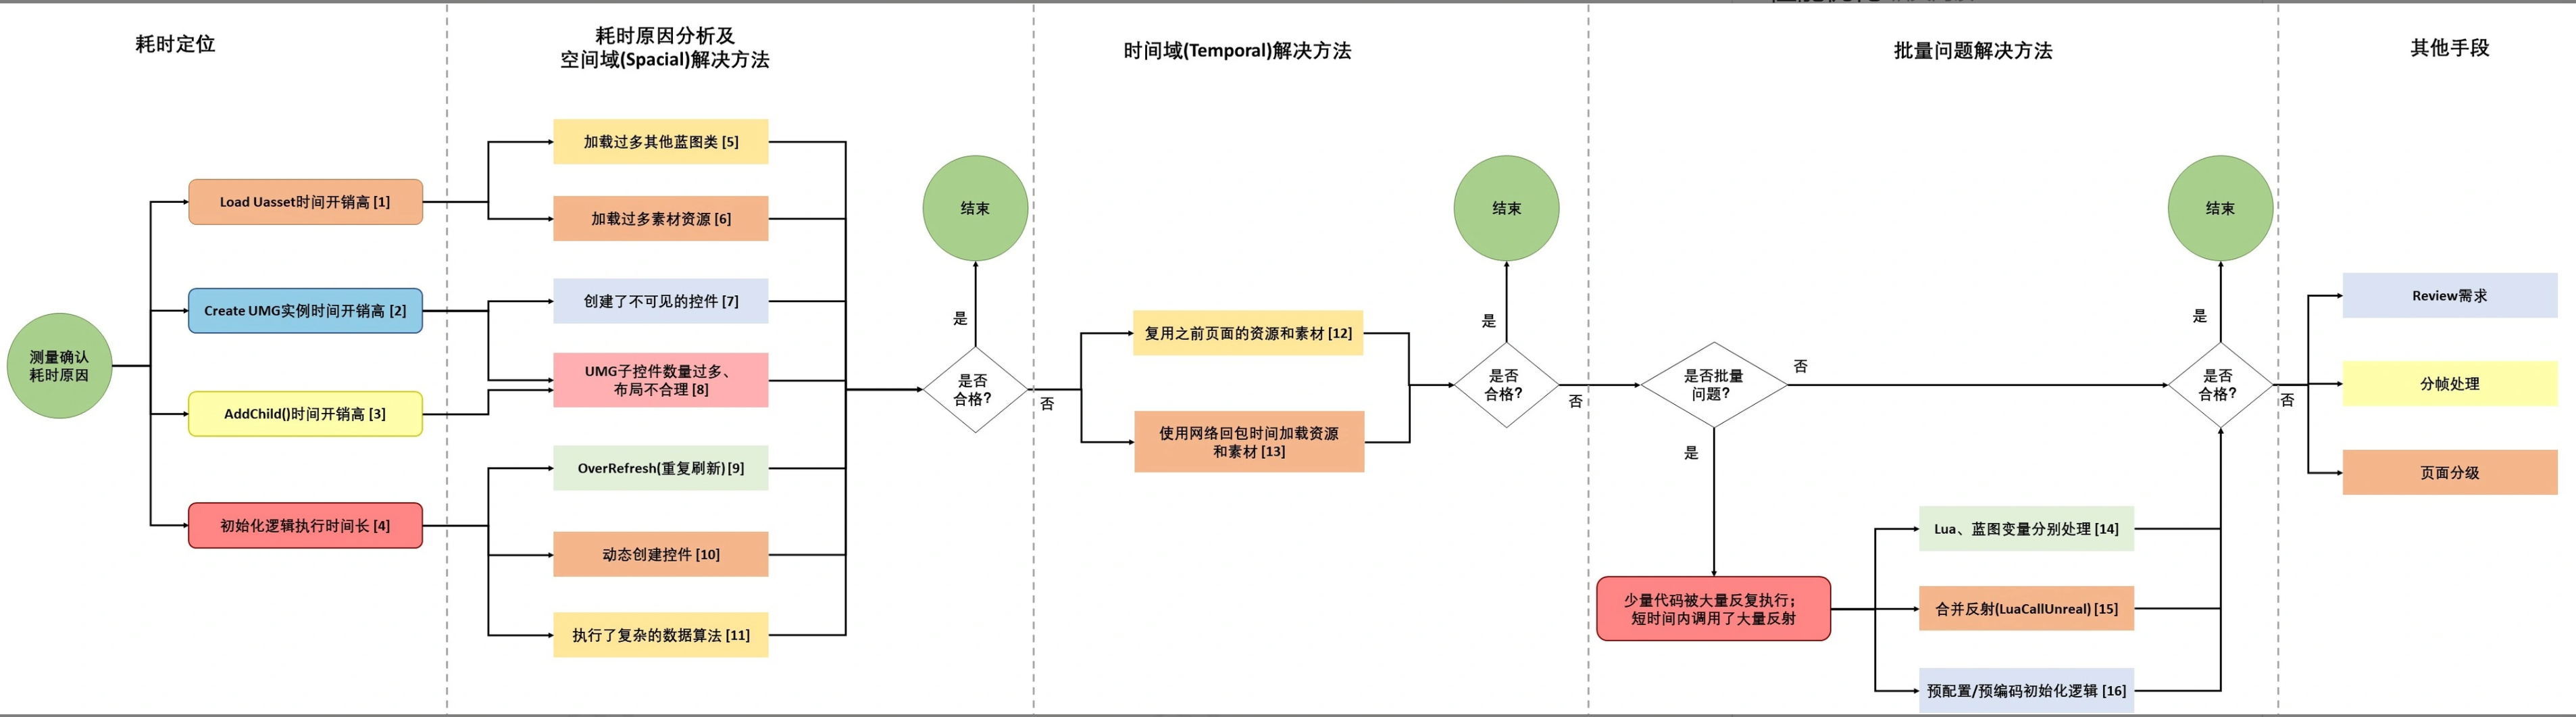 耗时定位
耗时原因分析及
空间域(Spacial)解决方法
时间域(Temporal)解决方法
批量问题解决方法
其他手段
测量确认
耗时原因
Load Uasset时间开销高 [1]
Create UMG实例时间开销高 [2]
AddChild()时间开销高 [3]
初始化逻辑执行时间长 [4]
加载过多其他蓝图类 [5]
加载过多素材资源 [6]
创建了不可见的控件 [7]
UMG子控件数量过多、
布局不合理 [8]
OverRefresh(重复刷新) [9]
动态创建控件 [10]
执行了复杂的数据算法 [11]
结束
是
是否
合格?
否
复用之前页面的资源和素材 [12]
使用网络回包时间加载资源
和素材 [13]
结束
是
是否
合格?
否
是否批量
问题?
否
是
少量代码被大量反复执行;
短时间内调用了大量反射
Lua、蓝图变量分别处理 [14]
合并反射(LuaCallUnreal) [15]
预配置/预编码初始化逻辑 [16]
结束
是
是否
合格?
否
Review需求
分帧处理
页面分级